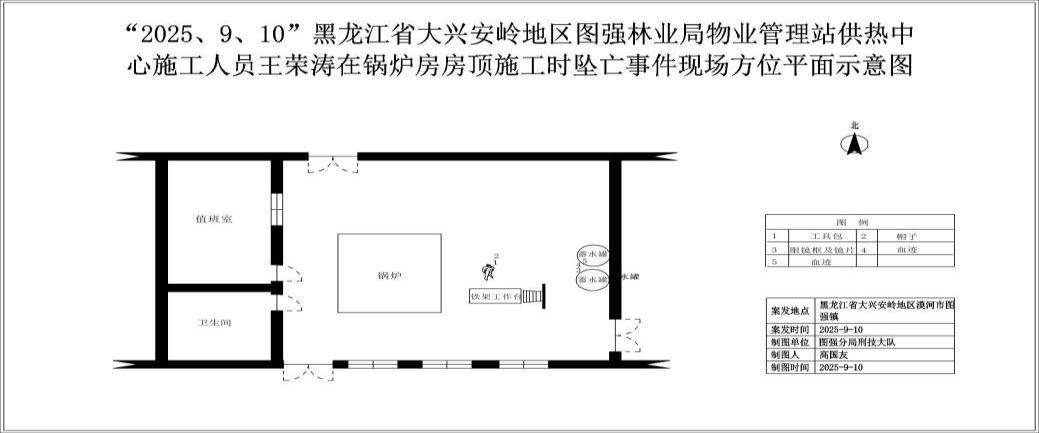 “2025、9、10”黑龙江省大兴安岭地区图强林业局物业管理站供热中
心施工人员王荣涛在锅炉房房顶施工时坠亡事件现场方位平面示意图
北
值班室
锅炉
蓄水罐
蓄水罐
水罐
2
1
铁架工作台
卫生间
图 例
1 工具包 2 帽子
3 眼镜框及镜片 4 血迹
5 血迹
案发地点 黑龙江省大兴安岭地区漠河市图
强镇
案发时间 2025-9-10
制图单位 图强分局刑技大队
制图人 高国友
制图时间 2025-9-10